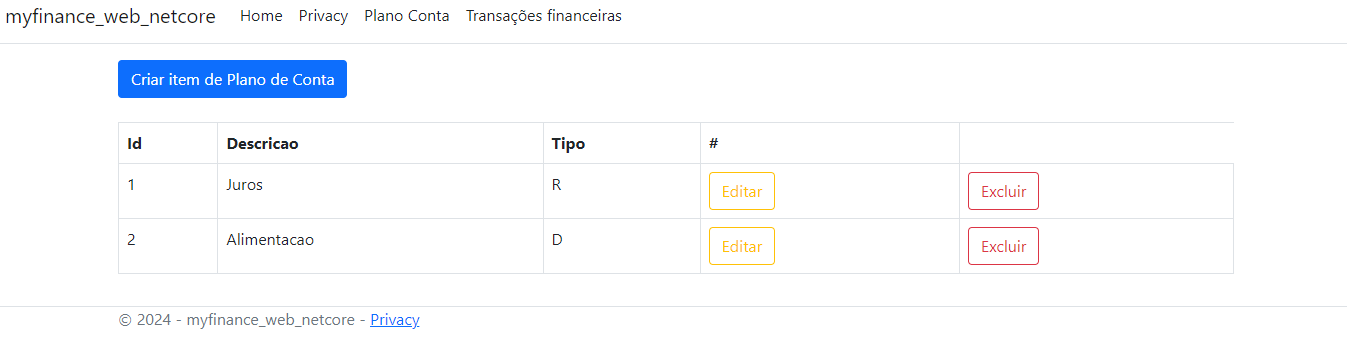 myfinance_web_netcore Home Privacy Plano Conta Transações financeiras
Criar item de Plano de Conta
Id Descricao Tipo #
1 Juros R Editar Excluir
2 Alimentacao D Editar Excluir
© 2024 - myfinance_web_netcore - Privacy